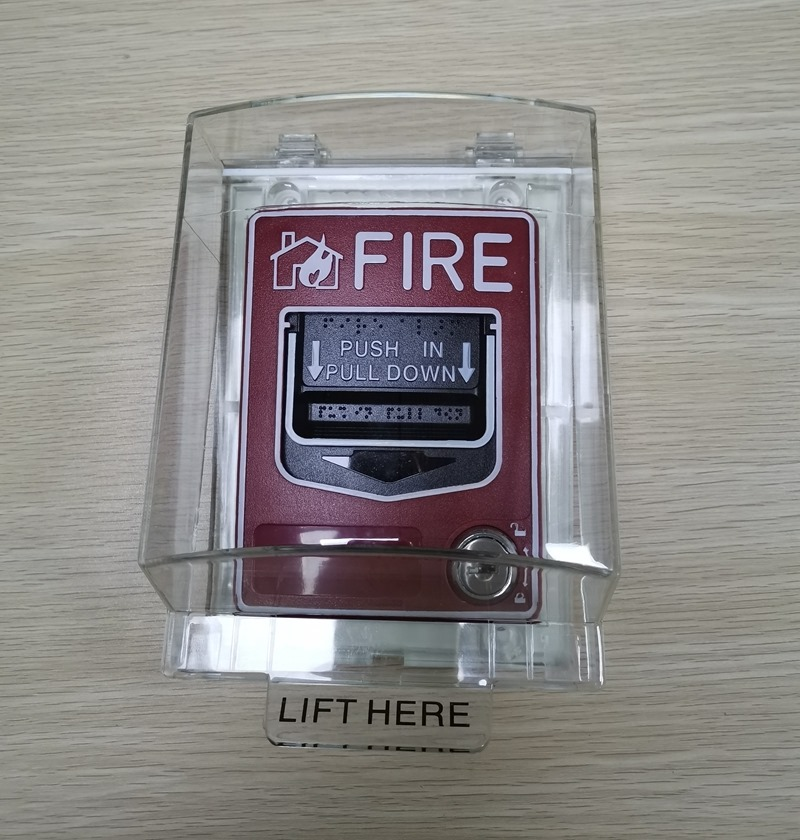 FIRE
PUSH IN
PULL DOWN
LIFT HERE